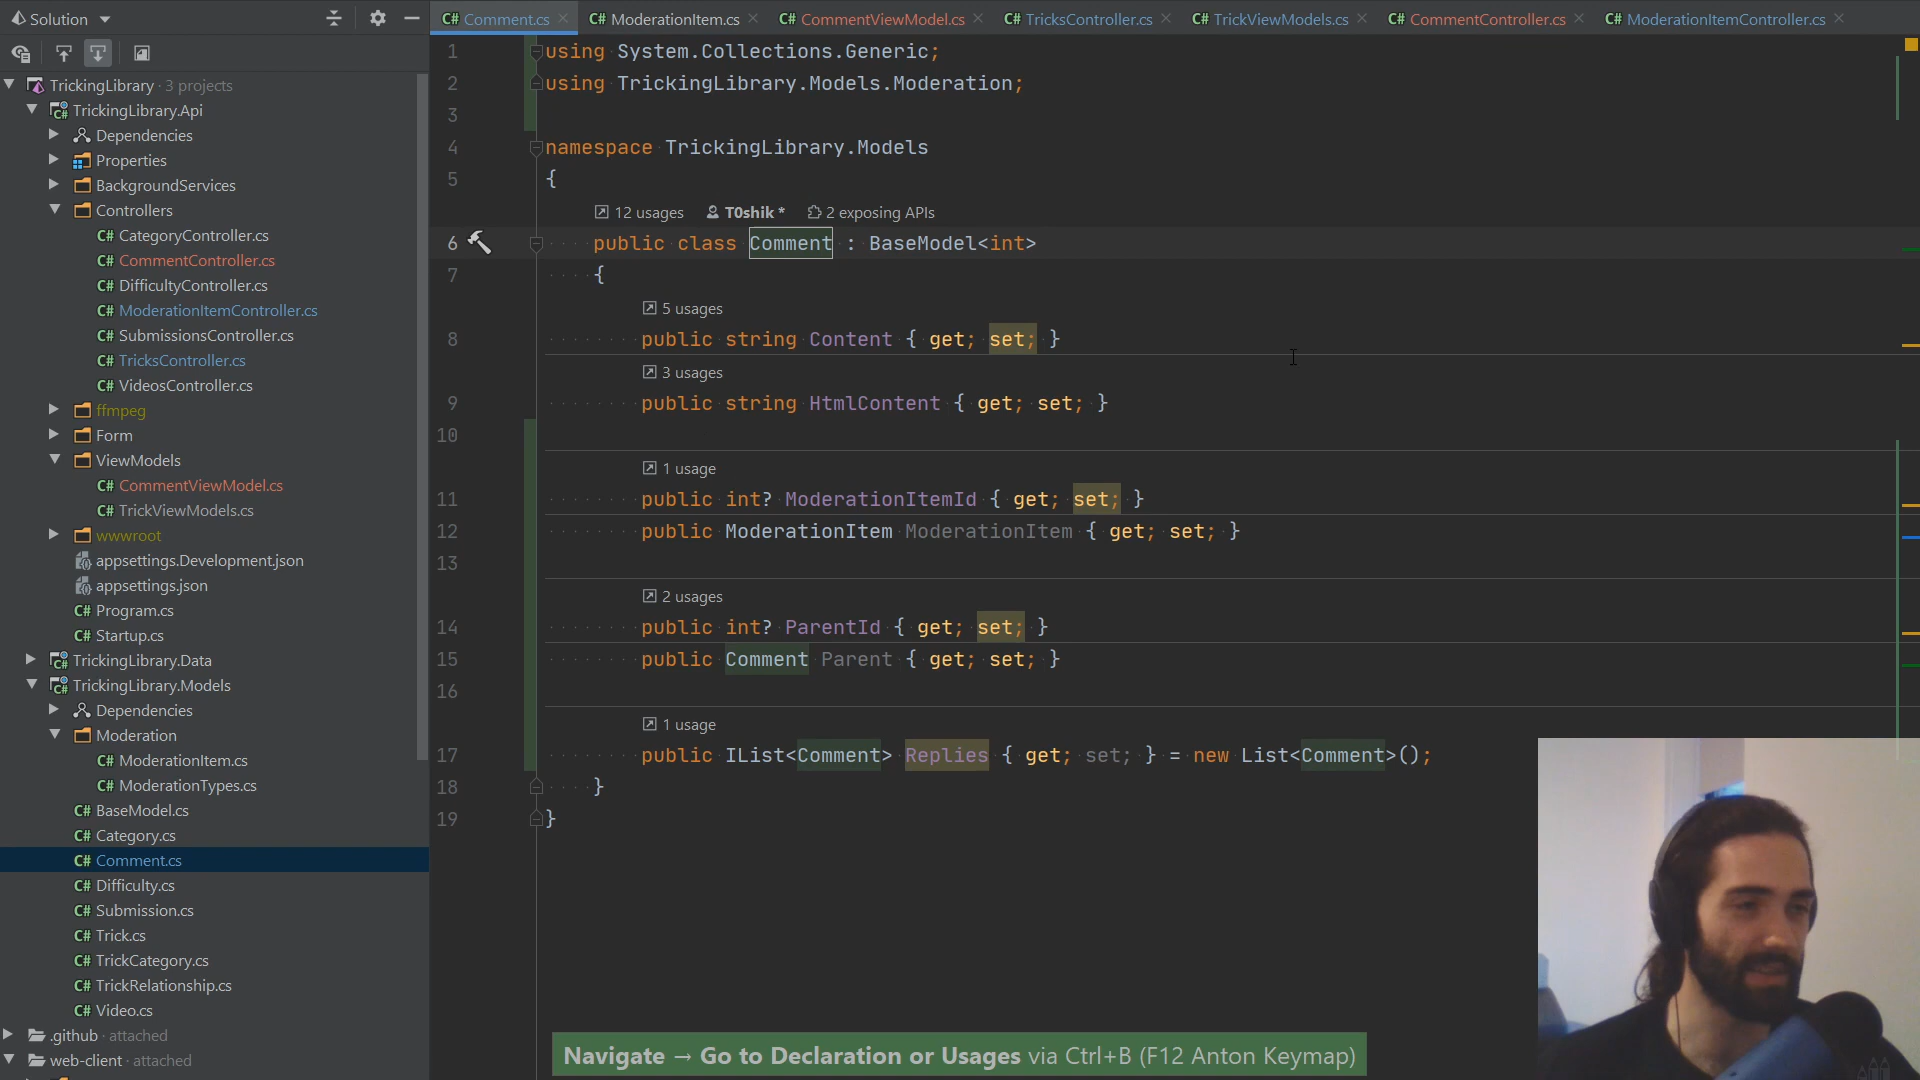 Solution
C# Comment.cs
C# ModerationItem.cs
C# CommentViewModel.cs
C# TricksController.cs
C# TrickViewModels.cs
C# CommentController.cs
C# ModerationItemController.cs
TrickingLibrary · 3 projects
C# TrickingLibrary.Api
Dependencies
Properties
BackgroundServices
Controllers
C# CategoryController.cs
C# CommentController.cs
C# DifficultyController.cs
C# ModerationItemController.cs
C# SubmissionsController.cs
C# TricksController.cs
C# VideosController.cs
ffmpeg
Form
ViewModels
C# CommentViewModel.cs
C# TrickViewModels.cs
wwwroot
appsettings.Development.json
appsettings.json
C# Program.cs
C# Startup.cs
C# TrickingLibrary.Data
C# TrickingLibrary.Models
Dependencies
Moderation
C# ModerationItem.cs
C# ModerationTypes.cs
C# BaseModel.cs
C# Category.cs
C# Comment.cs
C# Difficulty.cs
C# Submission.cs
C# Trick.cs
C# TrickCategory.cs
C# TrickRelationship.cs
C# Video.cs
.github · attached
web-client · attached
1 using System.Collections.Generic;
2 using TrickingLibrary.Models.Moderation;
3
4 namespace TrickingLibrary.Models
5 {
12 usages T0shik * 2 exposing APIs
6 public class Comment : BaseModel<int>
7 {
5 usages
8 public string Content { get; set; }
3 usages
9 public string HtmlContent { get; set; }
10
1 usage
11 public int? ModerationItemId { get; set; }
12 public ModerationItem ModerationItem { get; set; }
13
2 usages
14 public int? ParentId { get; set; }
15 public Comment Parent { get; set; }
16
1 usage
17 public IList<Comment> Replies { get; set; } = new List<Comment>();
18 }
19 }
Navigate → Go to Declaration or Usages via Ctrl+B (F12 Anton Keymap)